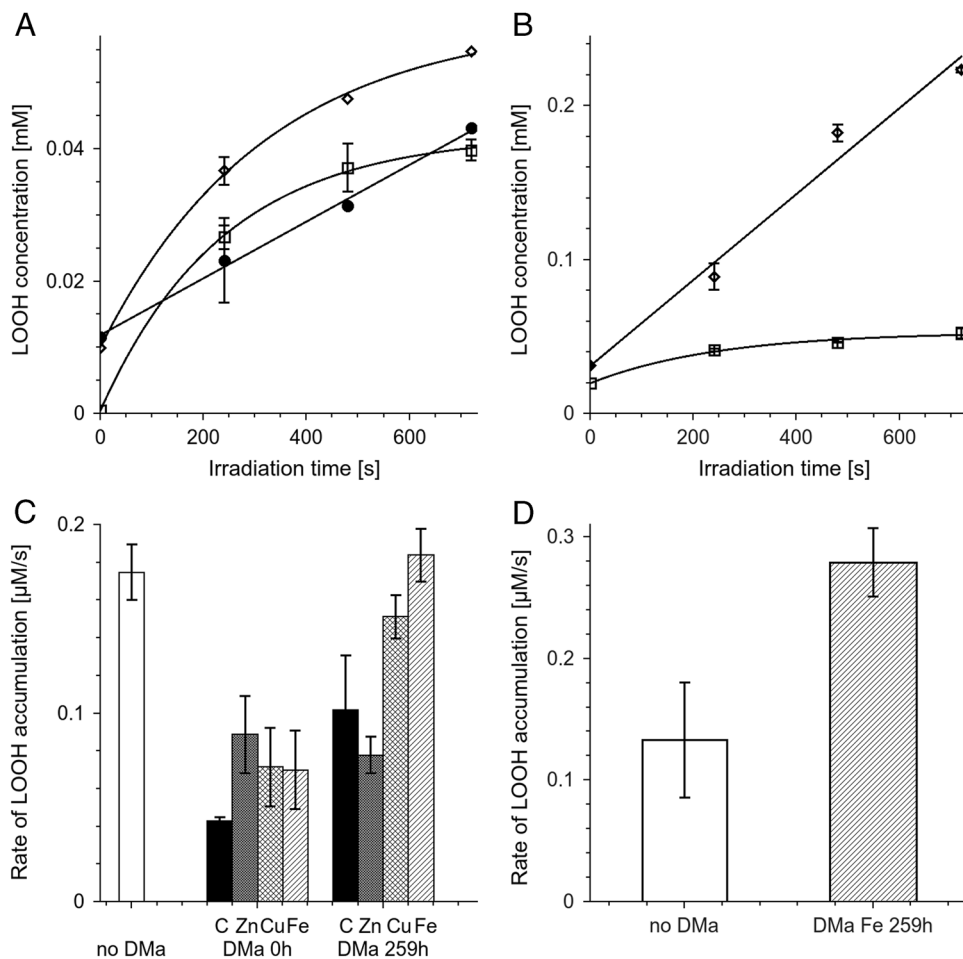 A
LOOH concentration [mM]
0.04
0.02
0
0 200 400 600
Irradiation time [s]
B
LOOH concentration [mM]
0.2
0.1
0
0 200 400 600
Irradiation time [s]
C
Rate of LOOH accumulation [µM/s]
0.2
0.1
0
C Zn Cu Fe C Zn Cu Fe
no DMa DMa 0h DMa 259h
D
Rate of LOOH accumulation [µM/s]
0.3
0.2
0.1
0
no DMa DMa Fe 259h